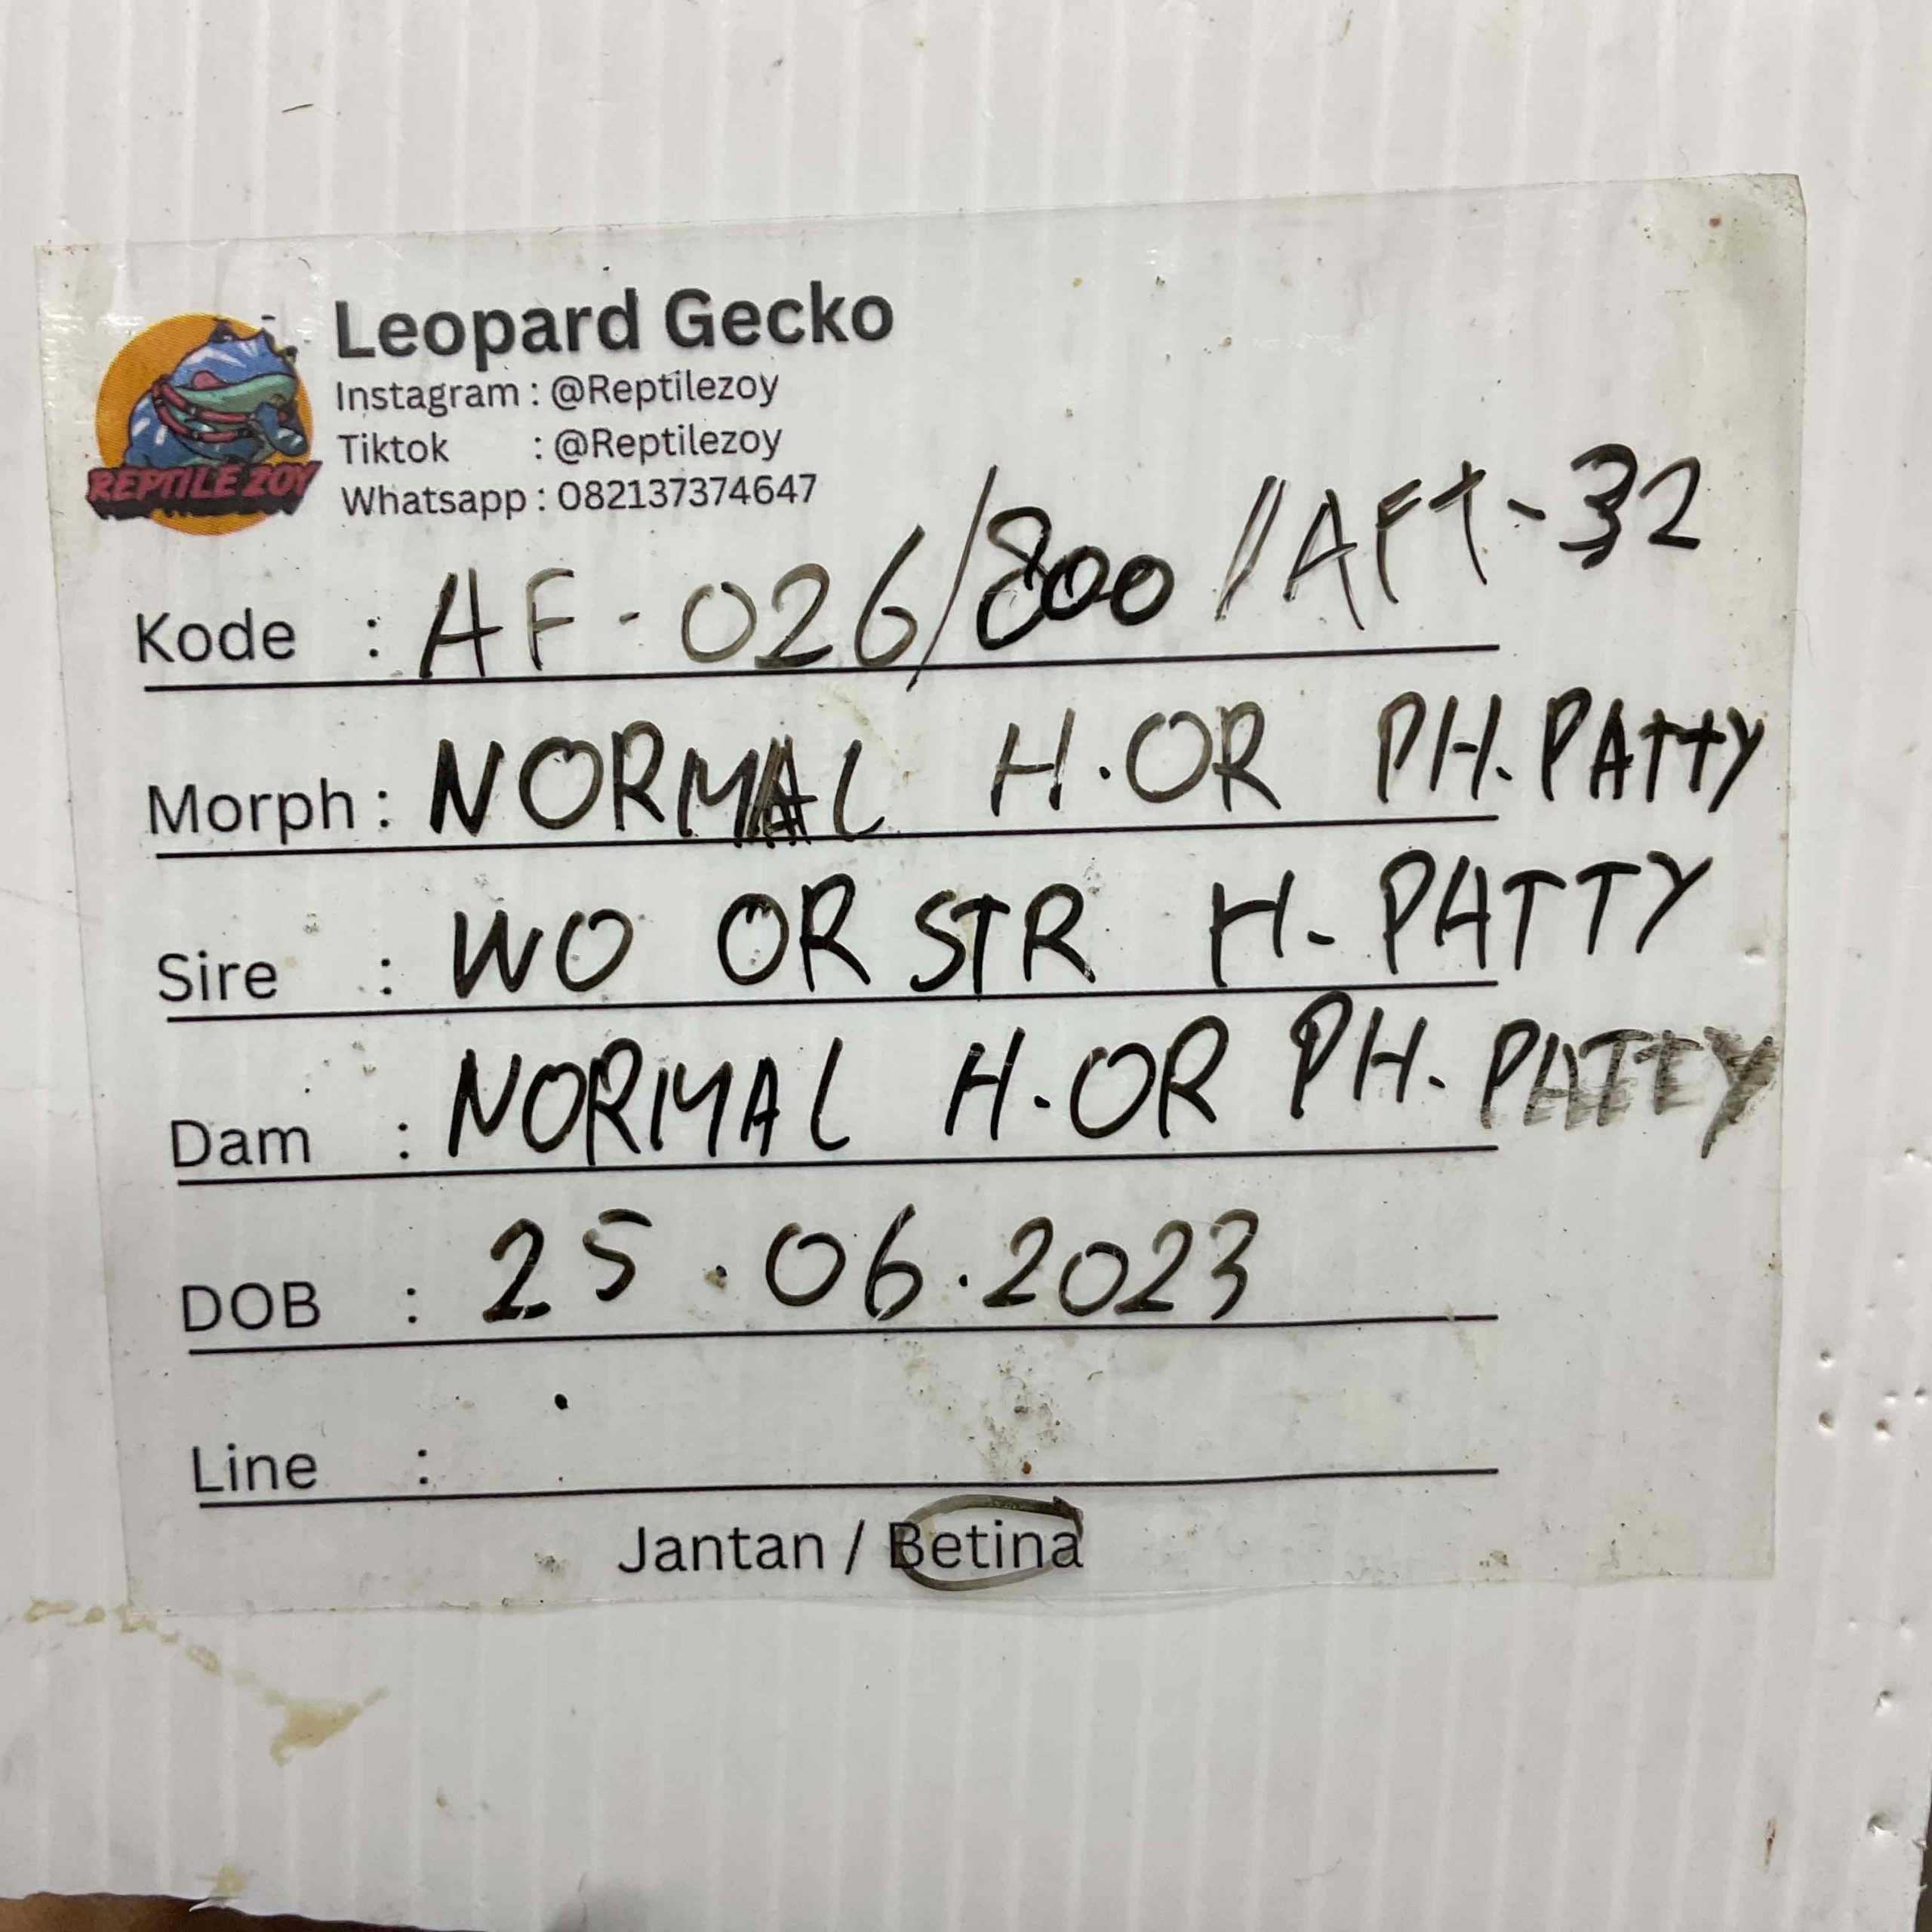 Leopard Gecko
Instagram : @Reptilezoy
Tiktok : @Reptilezoy
REPTILE ZOY
Whatsapp : 082137374647
Kode : AF - 026/800 //AFT-32
Morph : NORMAL H.OR PH.PATTY
Sire : WO OR STR H. PATTY
Dam : NORMAL H.OR PH. PATTY
DOB : 25.06.2023
Line :
Jantan / Betina